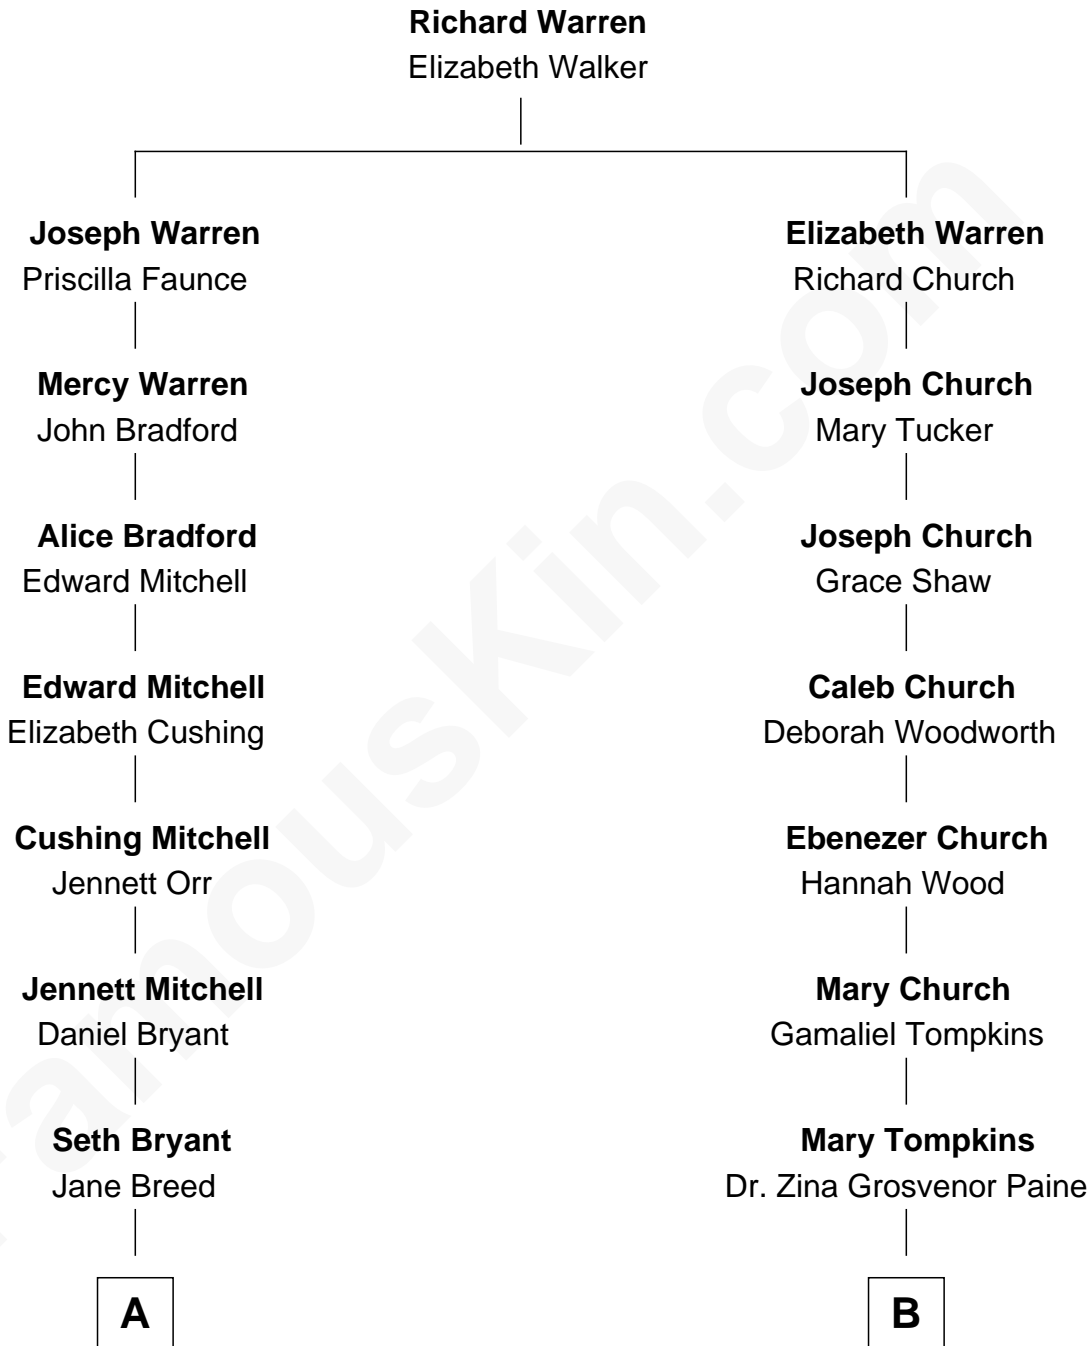 Richard Warren
Elizabeth Walker
Joseph Warren
Priscilla Faunce
Elizabeth Warren
Richard Church
Mercy Warren
John Bradford
Joseph Church
Mary Tucker
Alice Bradford
Edward Mitchell
Joseph Church
Grace Shaw
Edward Mitchell
Elizabeth Cushing
Caleb Church
Deborah Woodworth
Cushing Mitchell
Jennett Orr
Ebenezer Church
Hannah Wood
Jennett Mitchell
Daniel Bryant
Mary Church
Gamaliel Tompkins
Seth Bryant
Jane Breed
Mary Tompkins
Dr. Zina Grosvenor Paine
A
B
FamousKin.com